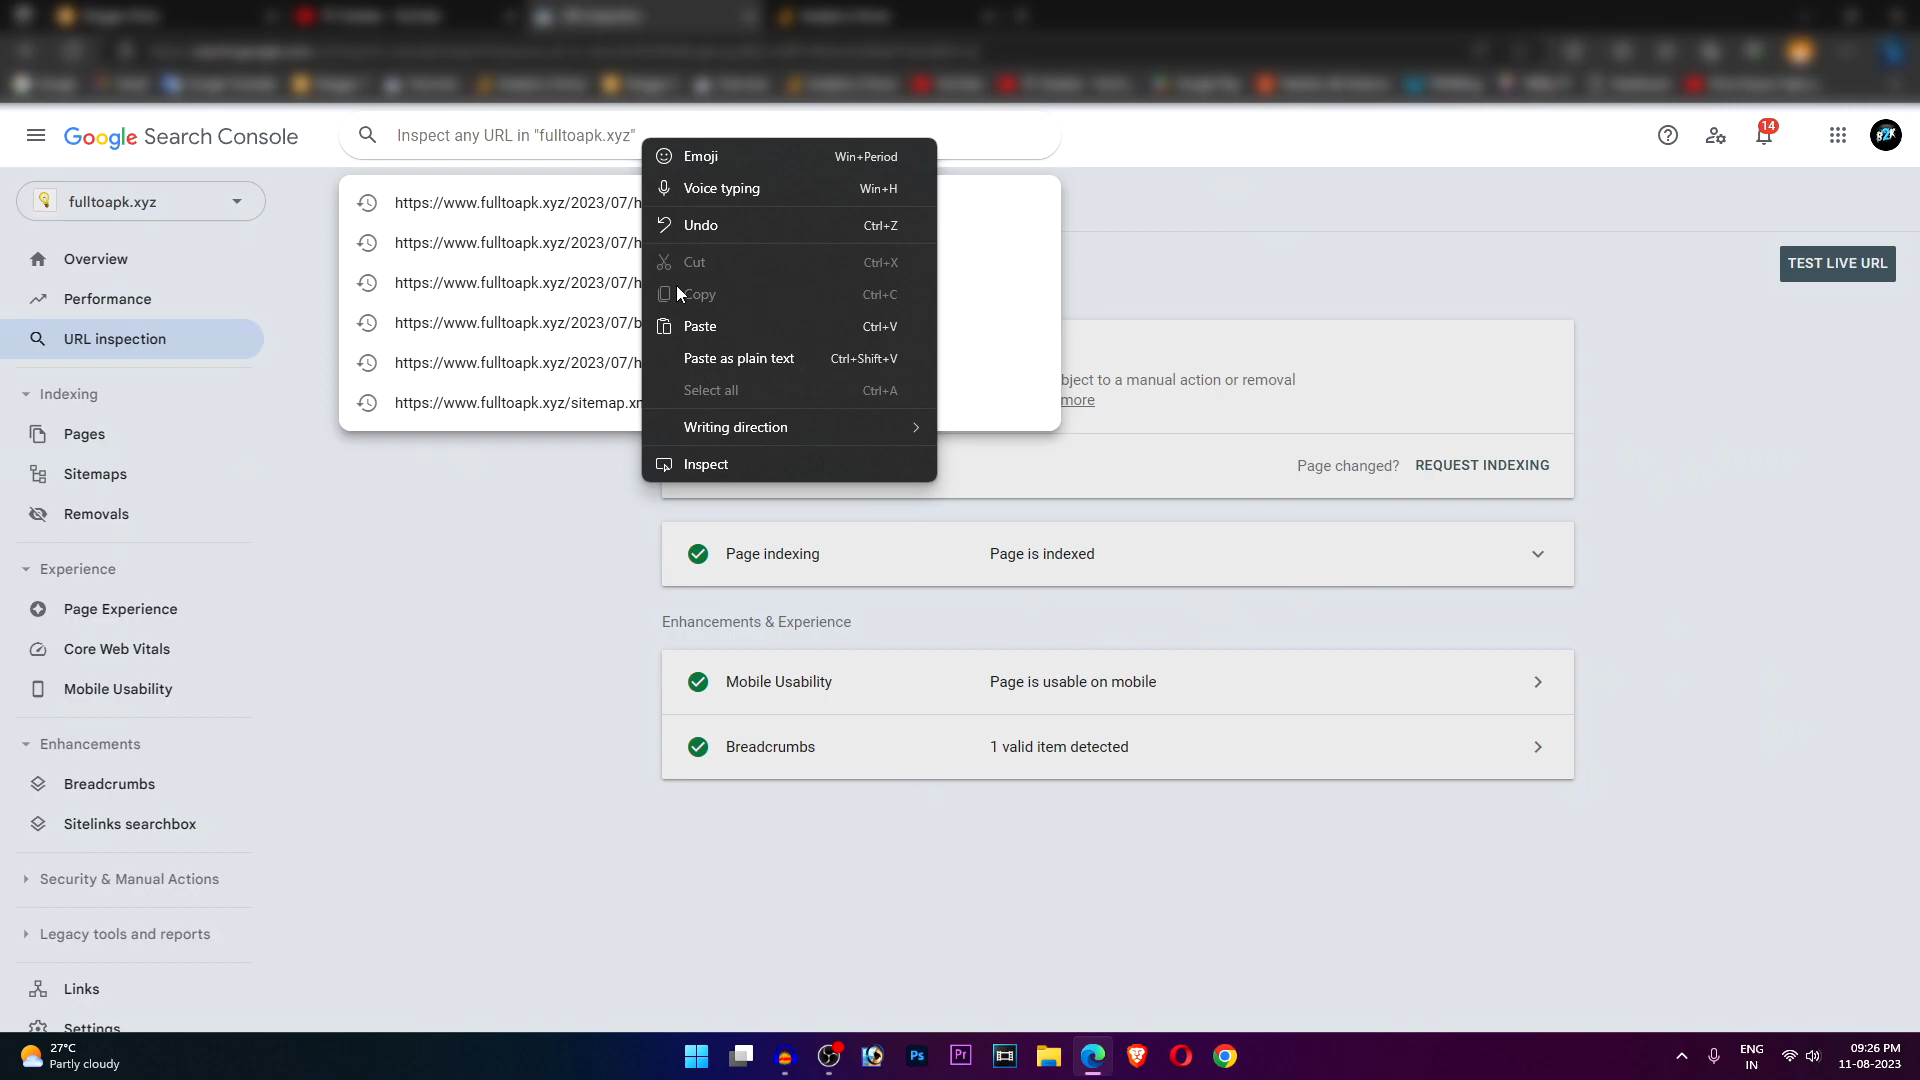 Google Search Console
Inspect any URL in "fulltoapk.xyz"
14
fulltoapk.xyz
Overview
Performance
URL inspection
Indexing
Pages
Sitemaps
Removals
Experience
Page Experience
Core Web Vitals
Mobile Usability
Enhancements
Breadcrumbs
Sitelinks searchbox
Security & Manual Actions
Legacy tools and reports
Links
Settings
https://www.fulltoapk.xyz/2023/07/h
https://www.fulltoapk.xyz/2023/07/h
https://www.fulltoapk.xyz/2023/07/h
https://www.fulltoapk.xyz/2023/07/b
https://www.fulltoapk.xyz/2023/07/h
https://www.fulltoapk.xyz/sitemap.xm
Emoji Win+Period
Voice typing Win+H
Undo Ctrl+Z
Cut Ctrl+X
Copy Ctrl+C
Paste Ctrl+V
Paste as plain text Ctrl+Shift+V
Select all Ctrl+A
Writing direction
Inspect
TEST LIVE URL
bject to a manual action or removal
more
Page changed? REQUEST INDEXING
Page indexing Page is indexed
Enhancements & Experience
Mobile Usability Page is usable on mobile
Breadcrumbs 1 valid item detected
27°C
Partly cloudy
Ps
Pr
ENG
IN
09:26 PM
11-08-2023